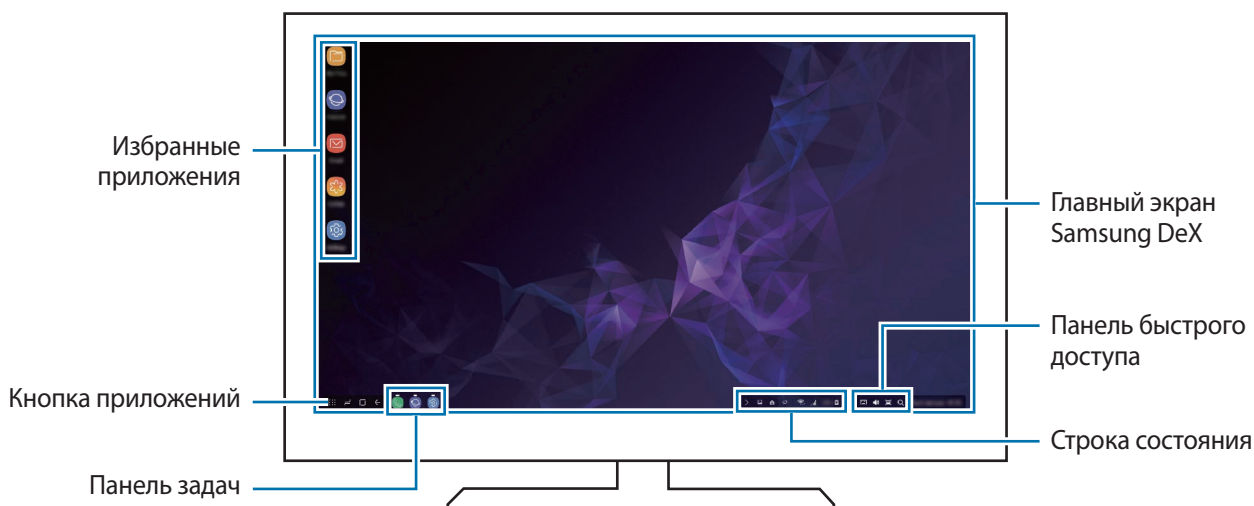 Избранные
приложения
Главный экран
Samsung DeX
Панель быстрого
доступа
Кнопка приложений
Строка состояния
Панель задач